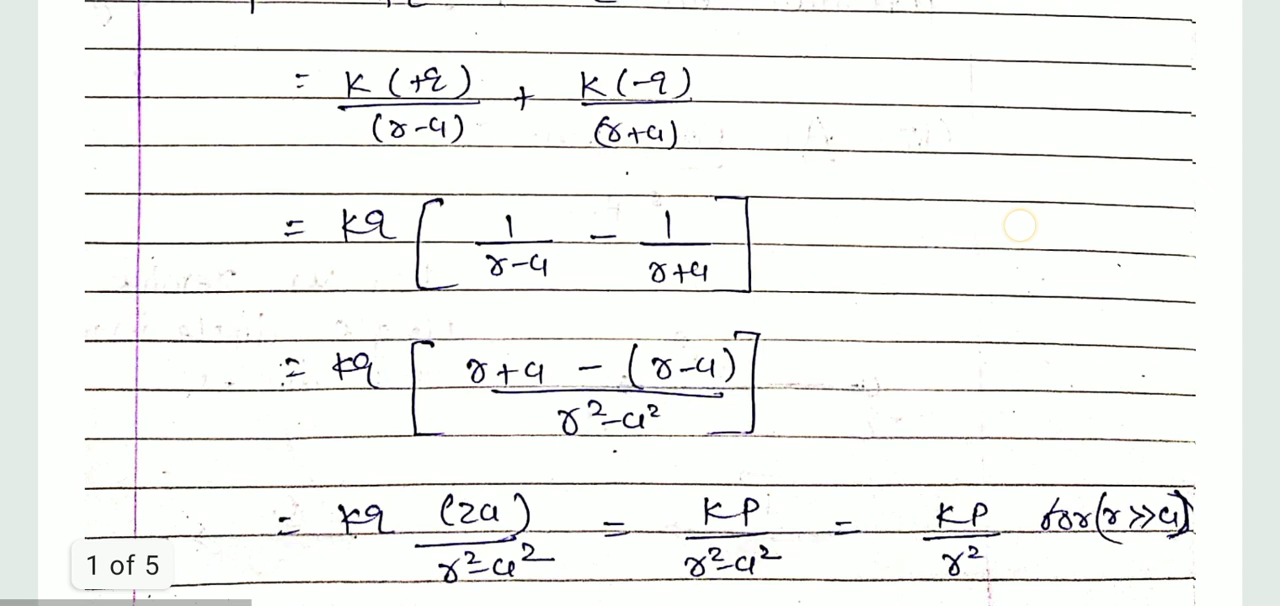 = K(+q)/(r-a) + K(-q)/(r+a)
= Kq [ 1/r-a - 1/r+a ]
= Kq [ r+a - (r-a)/r²-a² ]
= Kq (2a)/r²-a² = KP/r²-a² = KP/r² for (r>>a)
1 of 5